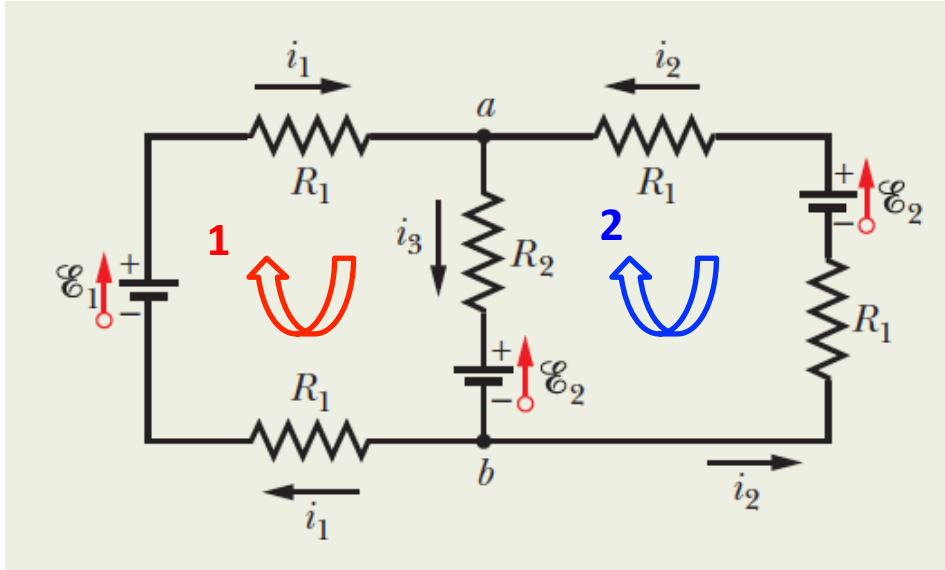 i₁
i₂
a
R₁
R₁
+
ℰ₂
−
1
2
i₃
R₂
+
ℰ₁
−
R₁
+
ℰ₂
−
R₁
b
i₂
i₁